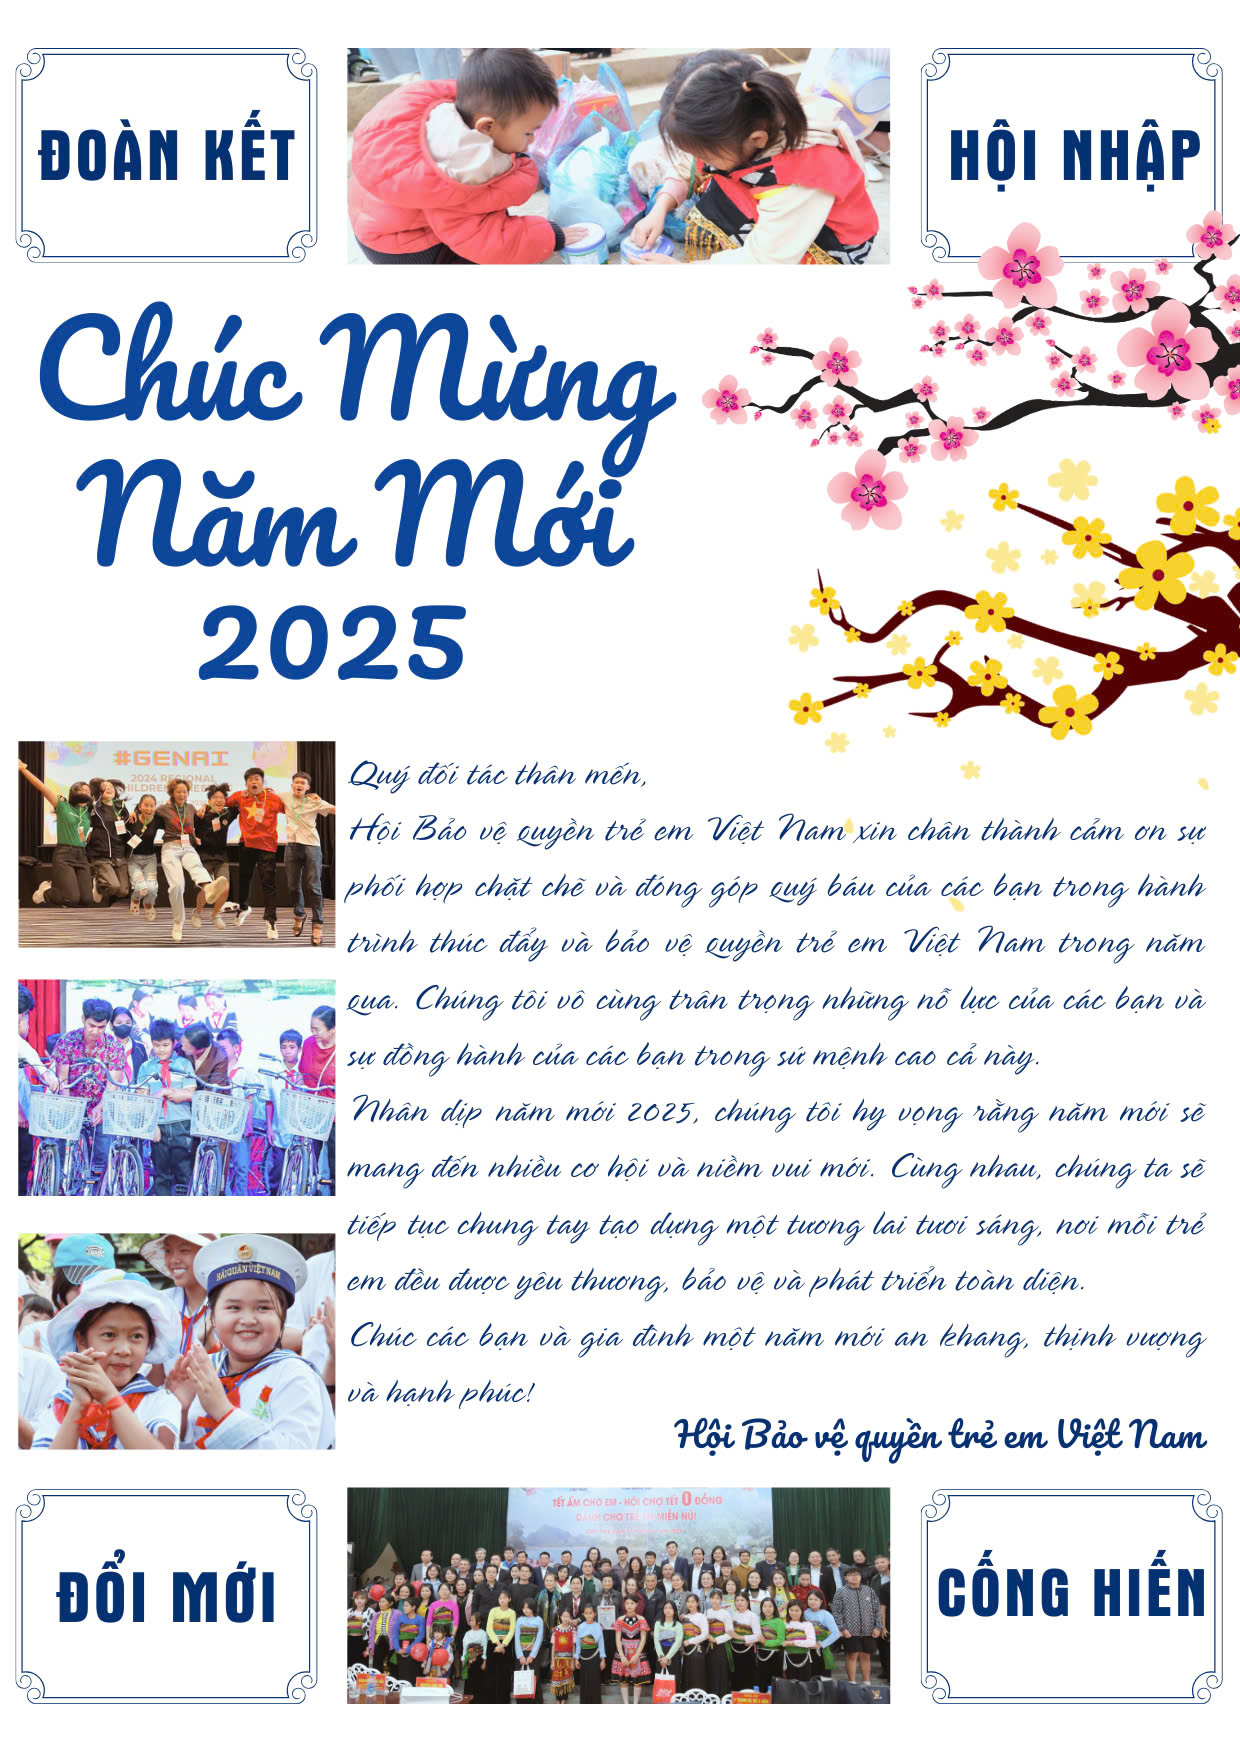 ĐOÀN KẾT
HỘI NHẬP
Chúc Mừng
Năm Mới
2025
#GENAI
2024 REGIONAL
Quý đối tác thân mến,
Hội Bảo vệ quyền trẻ em Việt Nam xin chân thành cảm ơn sự
phối hợp chặt chẽ và đóng góp quý báu của các bạn trong hành
trình thúc đẩy và bảo vệ quyền trẻ em Việt Nam trong năm
qua. Chúng tôi vô cùng trân trọng những nỗ lực của các bạn và
sự đồng hành của các bạn trong sứ mệnh cao cả này.
Nhân dịp năm mới 2025, chúng tôi hy vọng rằng năm mới sẽ
mang đến nhiều cơ hội và niềm vui mới. Cùng nhau, chúng ta sẽ
tiếp tục chung tay tạo dựng một tương lai tươi sáng, nơi mỗi trẻ
em đều được yêu thương, bảo vệ và phát triển toàn diện.
Chúc các bạn và gia đình một năm mới an khang, thịnh vượng
và hạnh phúc!
Hội Bảo vệ quyền trẻ em Việt Nam
HẢI QUÂN VIỆT NAM
TẾT ẤM CHO EM - HỘI CHỢ TẾT 0 ĐỒNG
DÀNH CHO TRẺ EM MIỀN NÚI
ĐỔI MỚI
CỐNG HIẾN